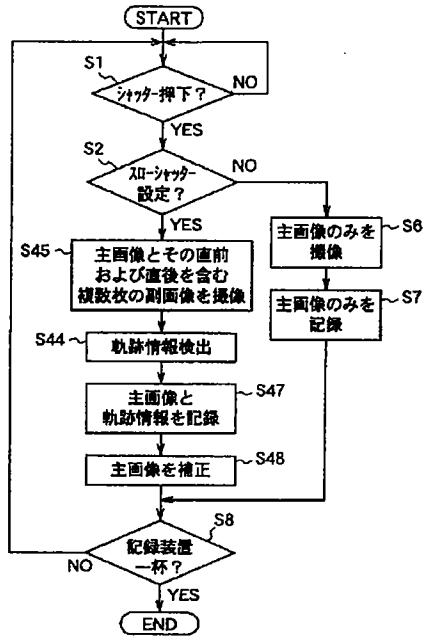 START
S1
シャッター押下？
NO
YES
S2
スローシャッター
設定？
NO
YES
S45
主画像とその直前
および直後を含む
複数枚の副画像を撮像
S6
主画像のみを
撮像
S7
主画像のみを
記録
S44
軌跡情報検出
S47
主画像と
軌跡情報を記録
S48
主画像を補正
S8
記録装置
一杯？
NO
YES
END